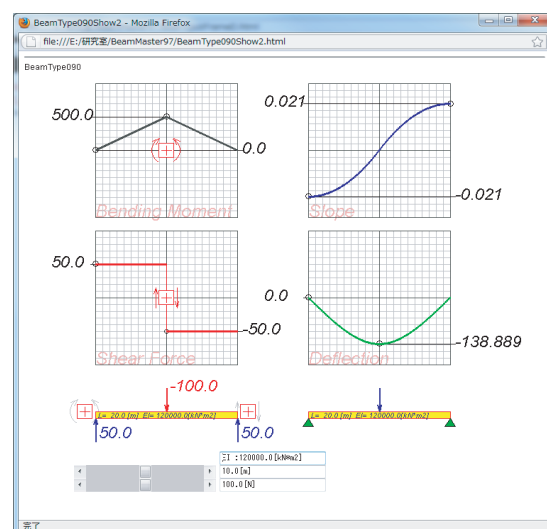 BeamType090Show2 - Mozilla Firefox
file:///E:/研究室/BeamMaster97/BeamType090Show2.html
BeamType090
500.0
0.0
Bending Moment
0.021
-0.021
Slope
50.0
-50.0
Shear Force
0.0
-138.889
Deflection
-100.0
L= 20.0 [m] EI= 120000.0[kN*m2]
50.0
50.0
L= 20.0 [m] EI= 120000.0[kN*m2]
EI :120000.0[kN*m2]
10.0[m]
100.0[N]
完了